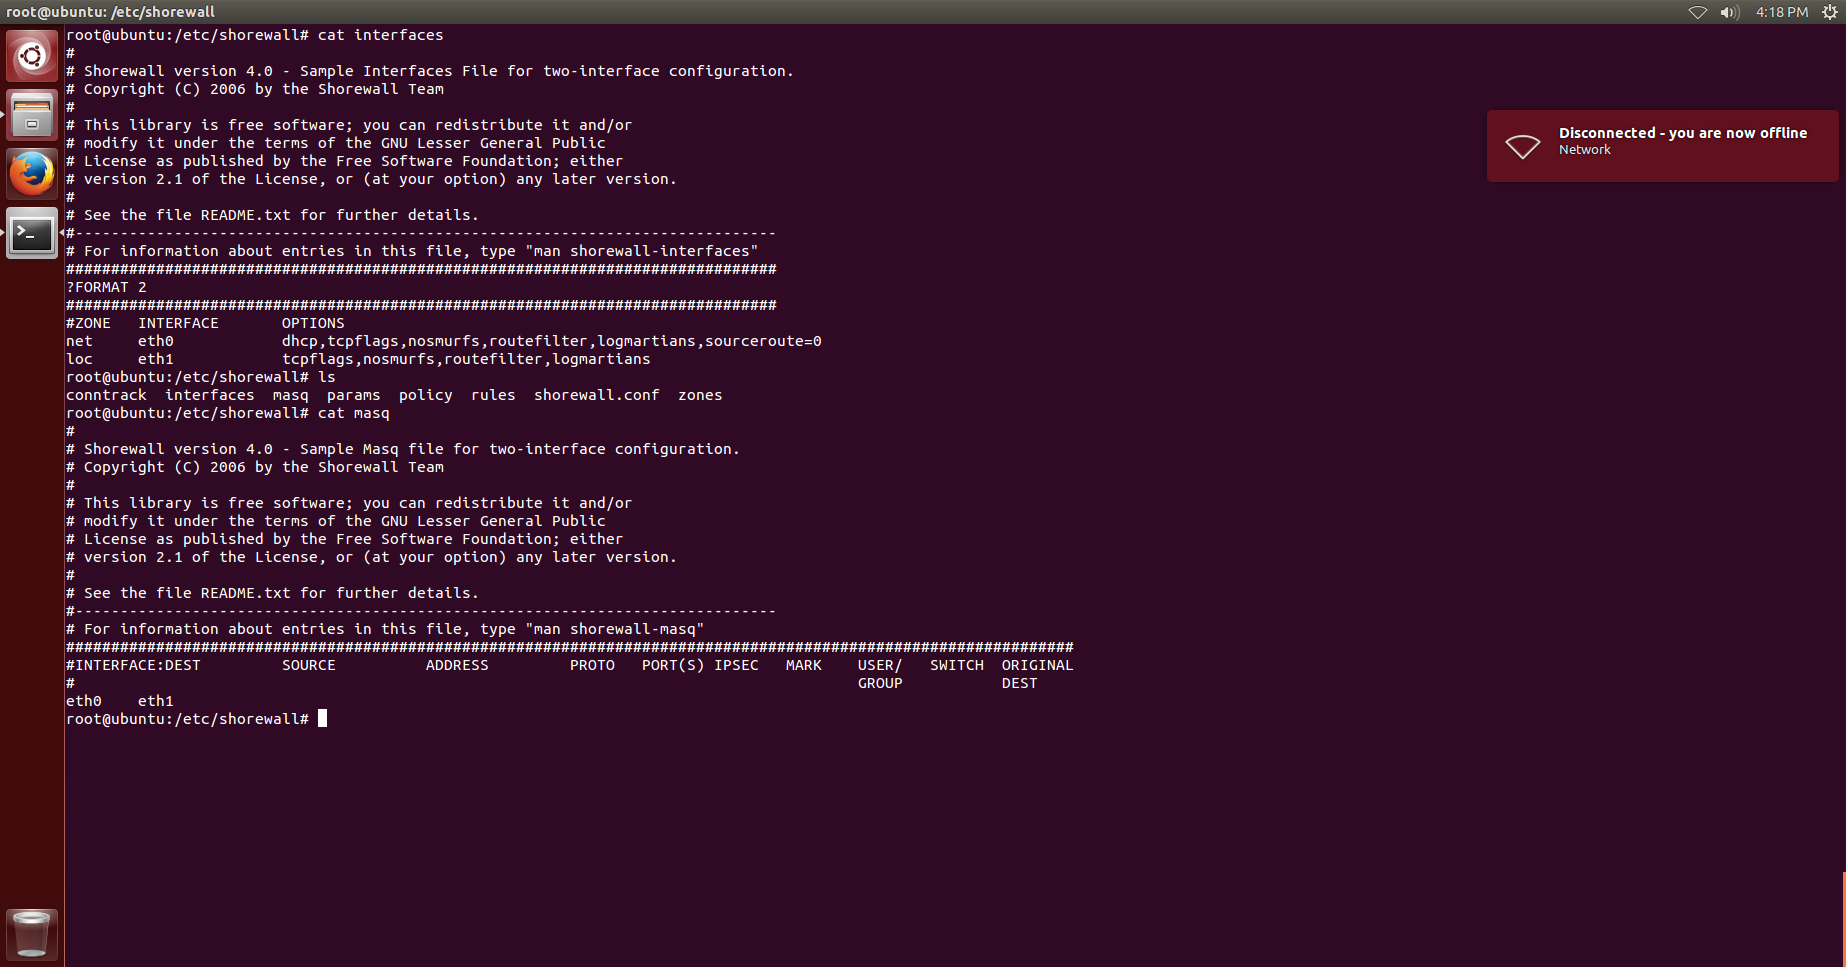 root@ubuntu: /etc/shorewall
4:18 PM
root@ubuntu:/etc/shorewall# cat interfaces
#
# Shorewall version 4.0 - Sample Interfaces File for two-interface configuration.
# Copyright (C) 2006 by the Shorewall Team
#
# This library is free software; you can redistribute it and/or
# modify it under the terms of the GNU Lesser General Public
# License as published by the Free Software Foundation; either
# version 2.1 of the License, or (at your option) any later version.
#
# See the file README.txt for further details.
#------------------------------------------------------------------------------
# For information about entries in this file, type "man shorewall-interfaces"
###############################################################################
?FORMAT 2
###############################################################################
#ZONE   INTERFACE       OPTIONS
net     eth0            dhcp,tcpflags,nosmurfs,routefilter,logmartians,sourceroute=0
loc     eth1            tcpflags,nosmurfs,routefilter,logmartians
root@ubuntu:/etc/shorewall# ls
conntrack  interfaces  masq  params  policy  rules  shorewall.conf  zones
root@ubuntu:/etc/shorewall# cat masq
#
# Shorewall version 4.0 - Sample Masq file for two-interface configuration.
# Copyright (C) 2006 by the Shorewall Team
#
# This library is free software; you can redistribute it and/or
# modify it under the terms of the GNU Lesser General Public
# License as published by the Free Software Foundation; either
# version 2.1 of the License, or (at your option) any later version.
#
# See the file README.txt for further details.
#------------------------------------------------------------------------------
# For information about entries in this file, type "man shorewall-masq"
################################################################################################################
#INTERFACE:DEST         SOURCE          ADDRESS         PROTO   PORT(S) IPSEC   MARK    USER/   SWITCH  ORIGINAL
#                                                                                       GROUP           DEST
eth0    eth1
root@ubuntu:/etc/shorewall#
Disconnected - you are now offline
Network